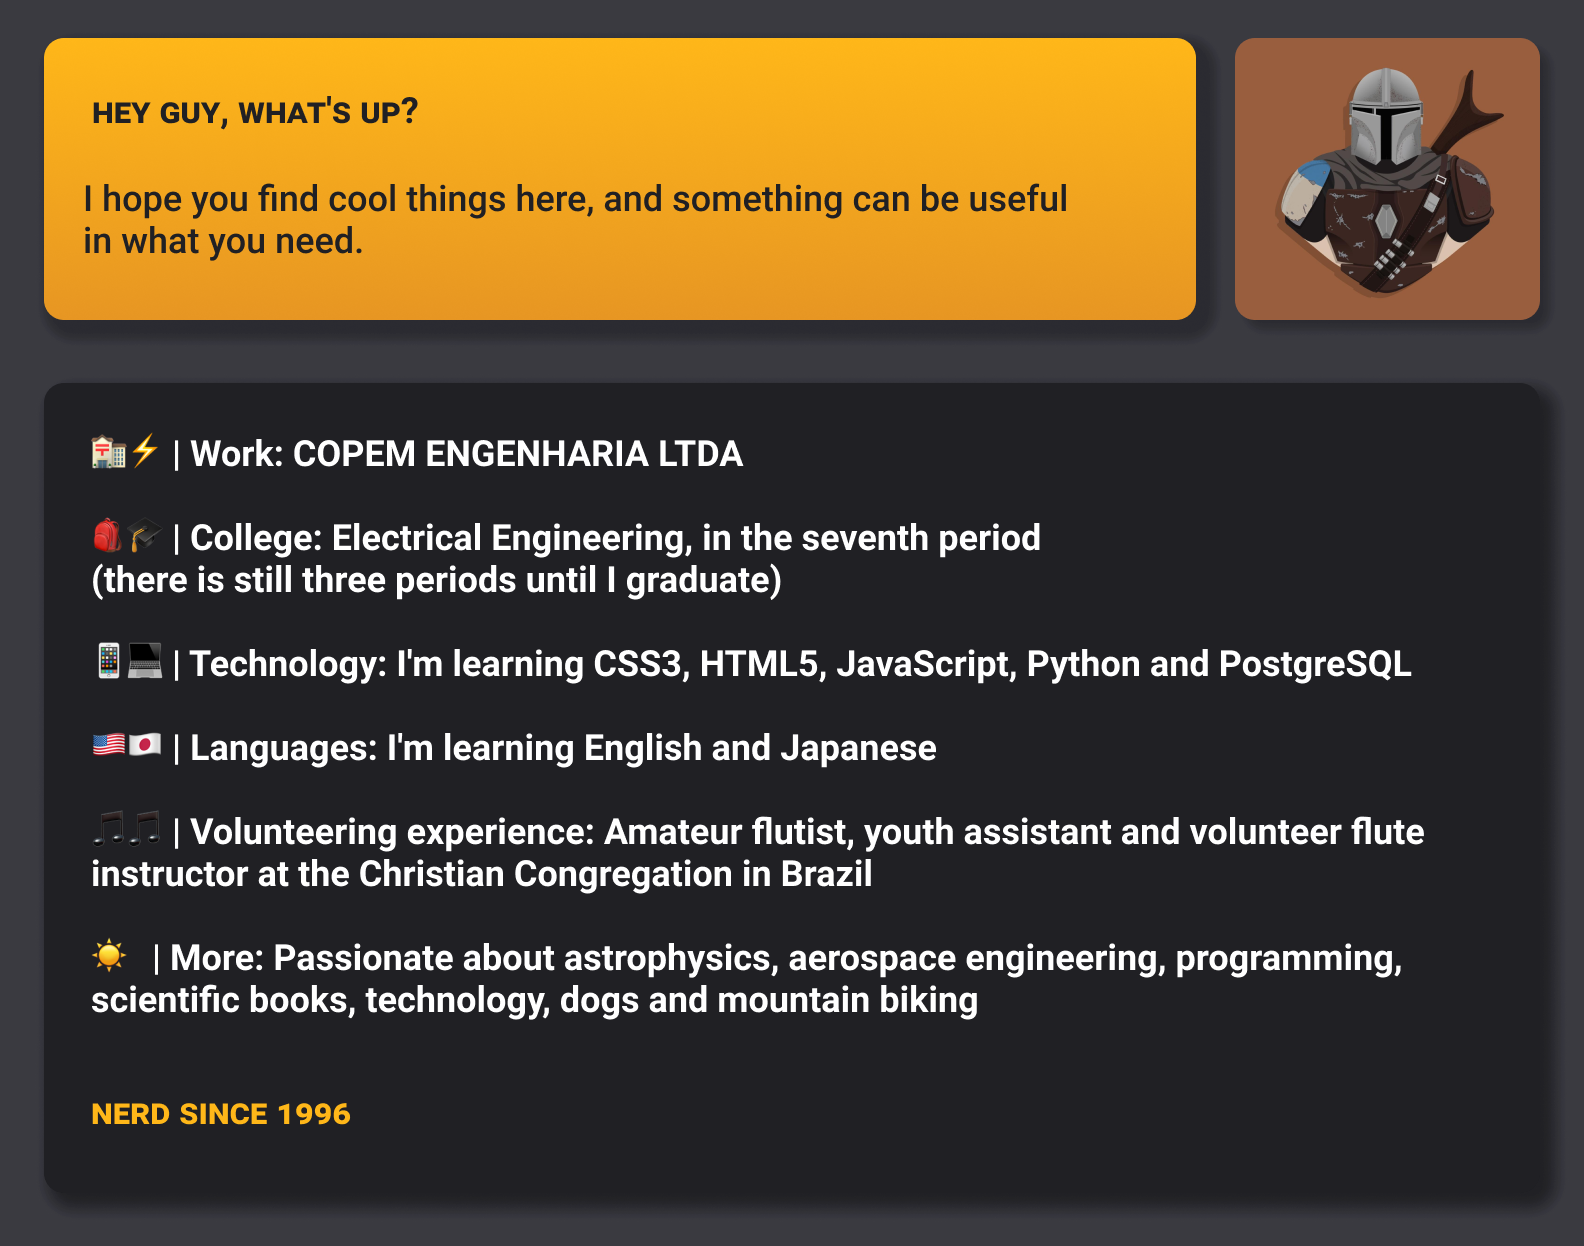 HEY GUY, WHAT'S UP?
I hope you find cool things here, and something can be useful
in what you need.
🏣⚡ | Work: COPEM ENGENHARIA LTDA
🎒🎓 | College: Electrical Engineering, in the seventh period
(there is still three periods until I graduate)
📱💻 | Technology: I'm learning CSS3, HTML5, JavaScript, Python and PostgreSQL
🇺🇸🇯🇵 | Languages: I'm learning English and Japanese
🎵🎵 | Volunteering experience: Amateur flutist, youth assistant and volunteer flute
instructor at the Christian Congregation in Brazil
☀️ | More: Passionate about astrophysics, aerospace engineering, programming,
scientific books, technology, dogs and mountain biking
NERD SINCE 1996